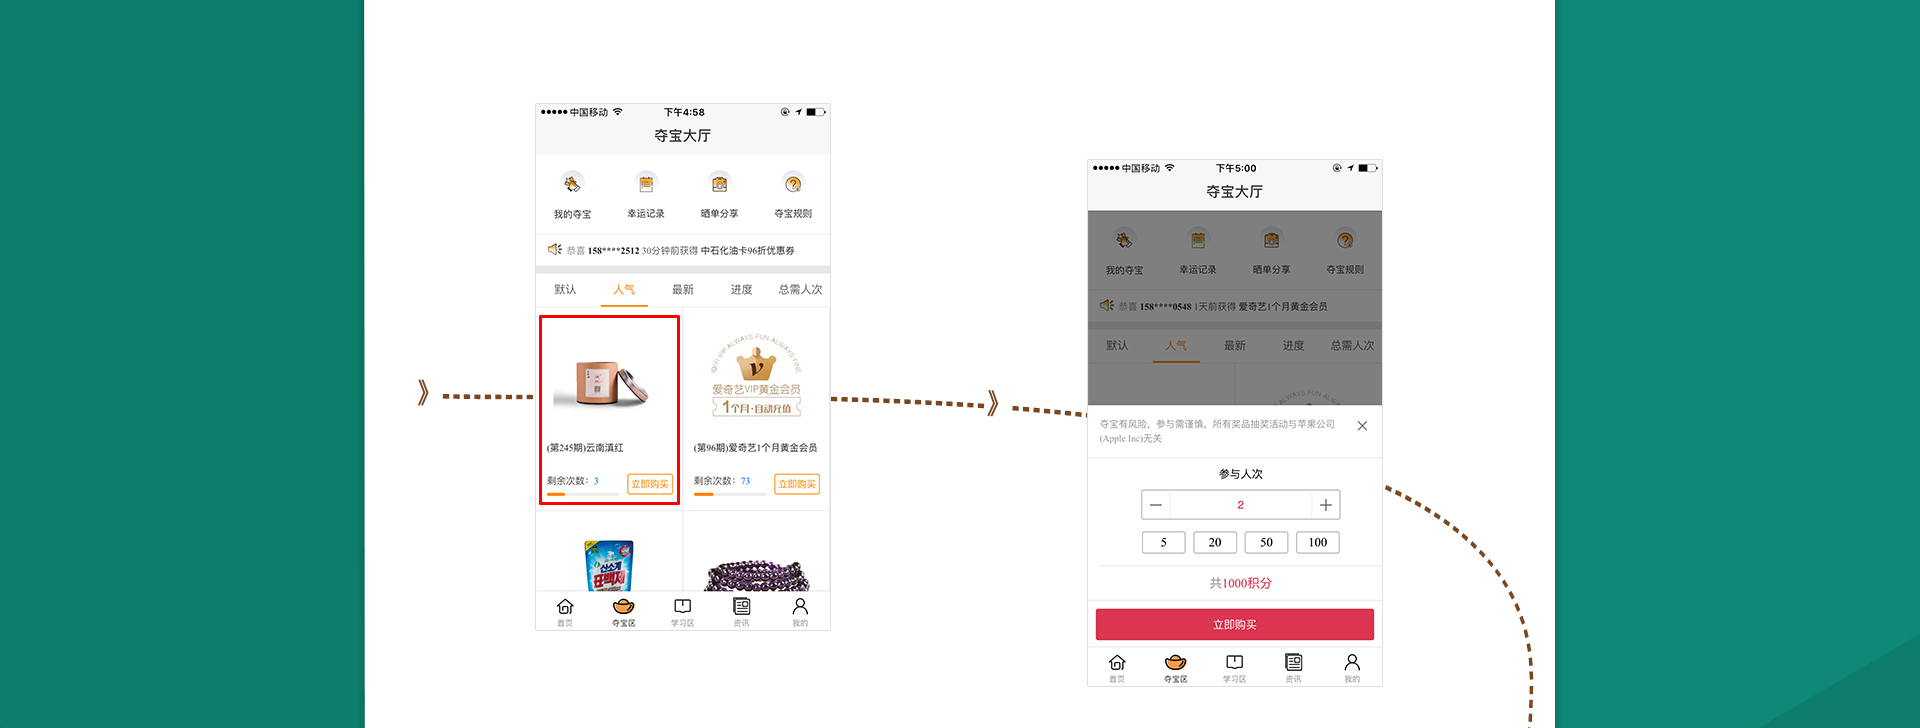 中国移动 下午4:58
夺宝大厅
我的夺宝 幸运记录 晒单分享 夺宝规则
恭喜 158****2512 30分钟前获得 中石化油卡96折优惠券
默认 人气 最新 进度 总需人次
IQIYI VIP ALWAYS FUN ALWAYS FINE
爱奇艺VIP黄金会员
1个月·自动充值
(第245期)云南滇红 (第96期)爱奇艺1个月黄金会员
剩余次数：3 立即购买 剩余次数：73 立即购买
산소계
표백제
首页 夺宝区 学习区 资讯 我的
中国移动 下午5:00
夺宝大厅
我的夺宝 幸运记录 晒单分享 夺宝规则
恭喜 158****0548 1天前获得 爱奇艺1个月黄金会员
默认 人气 最新 进度 总需人次
夺宝有风险，参与需谨慎，所有奖品抽奖活动与苹果公司
(Apple Inc)无关
参与人次
2
5 20 50 100
共1000积分
立即购买
首页 夺宝区 学习区 资讯 我的